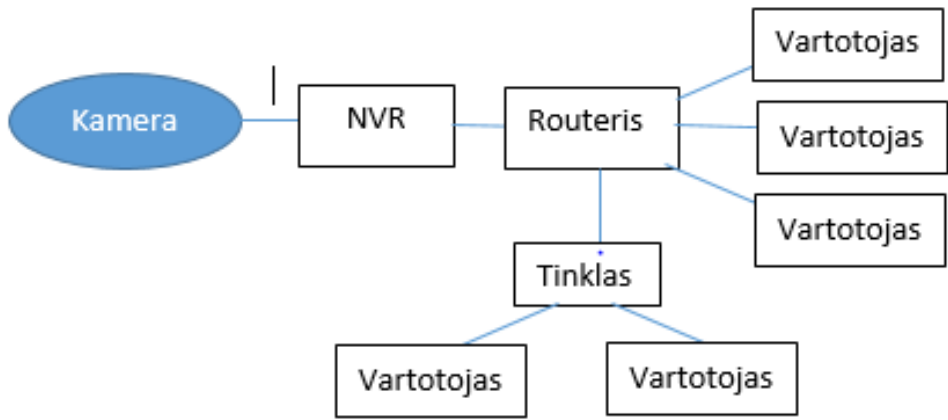 Vartotojas
Kamera
NVR
Routeris
Vartotojas
Vartotojas
Tinklas
Vartotojas
Vartotojas